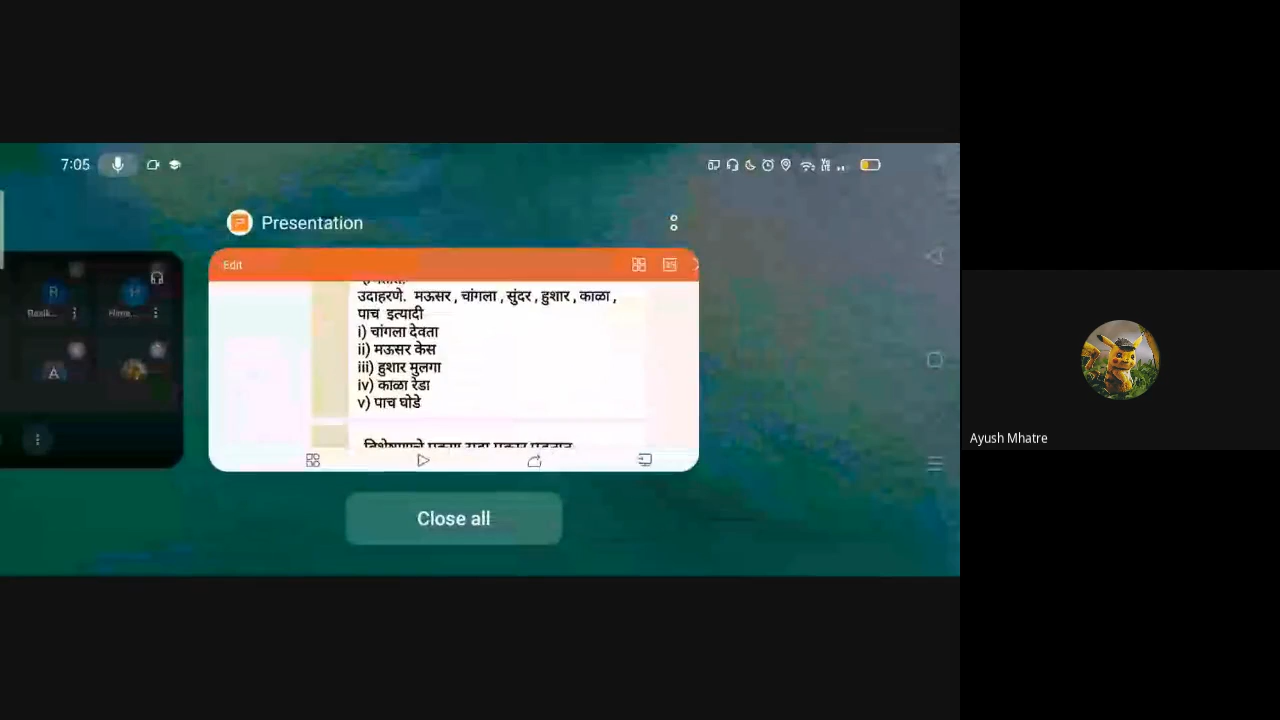 7:05
Presentation
Edit
उदाहरणे. मऊसर , चांगला , सुंदर , हुशार , काळा ,
पाच इत्यादी
i) चांगला देवता
ii) मऊसर केस
iii) हुशार मुलगा
iv) काळा रेडा
v) पाच घोडे
A
Close all
Ayush Mhatre